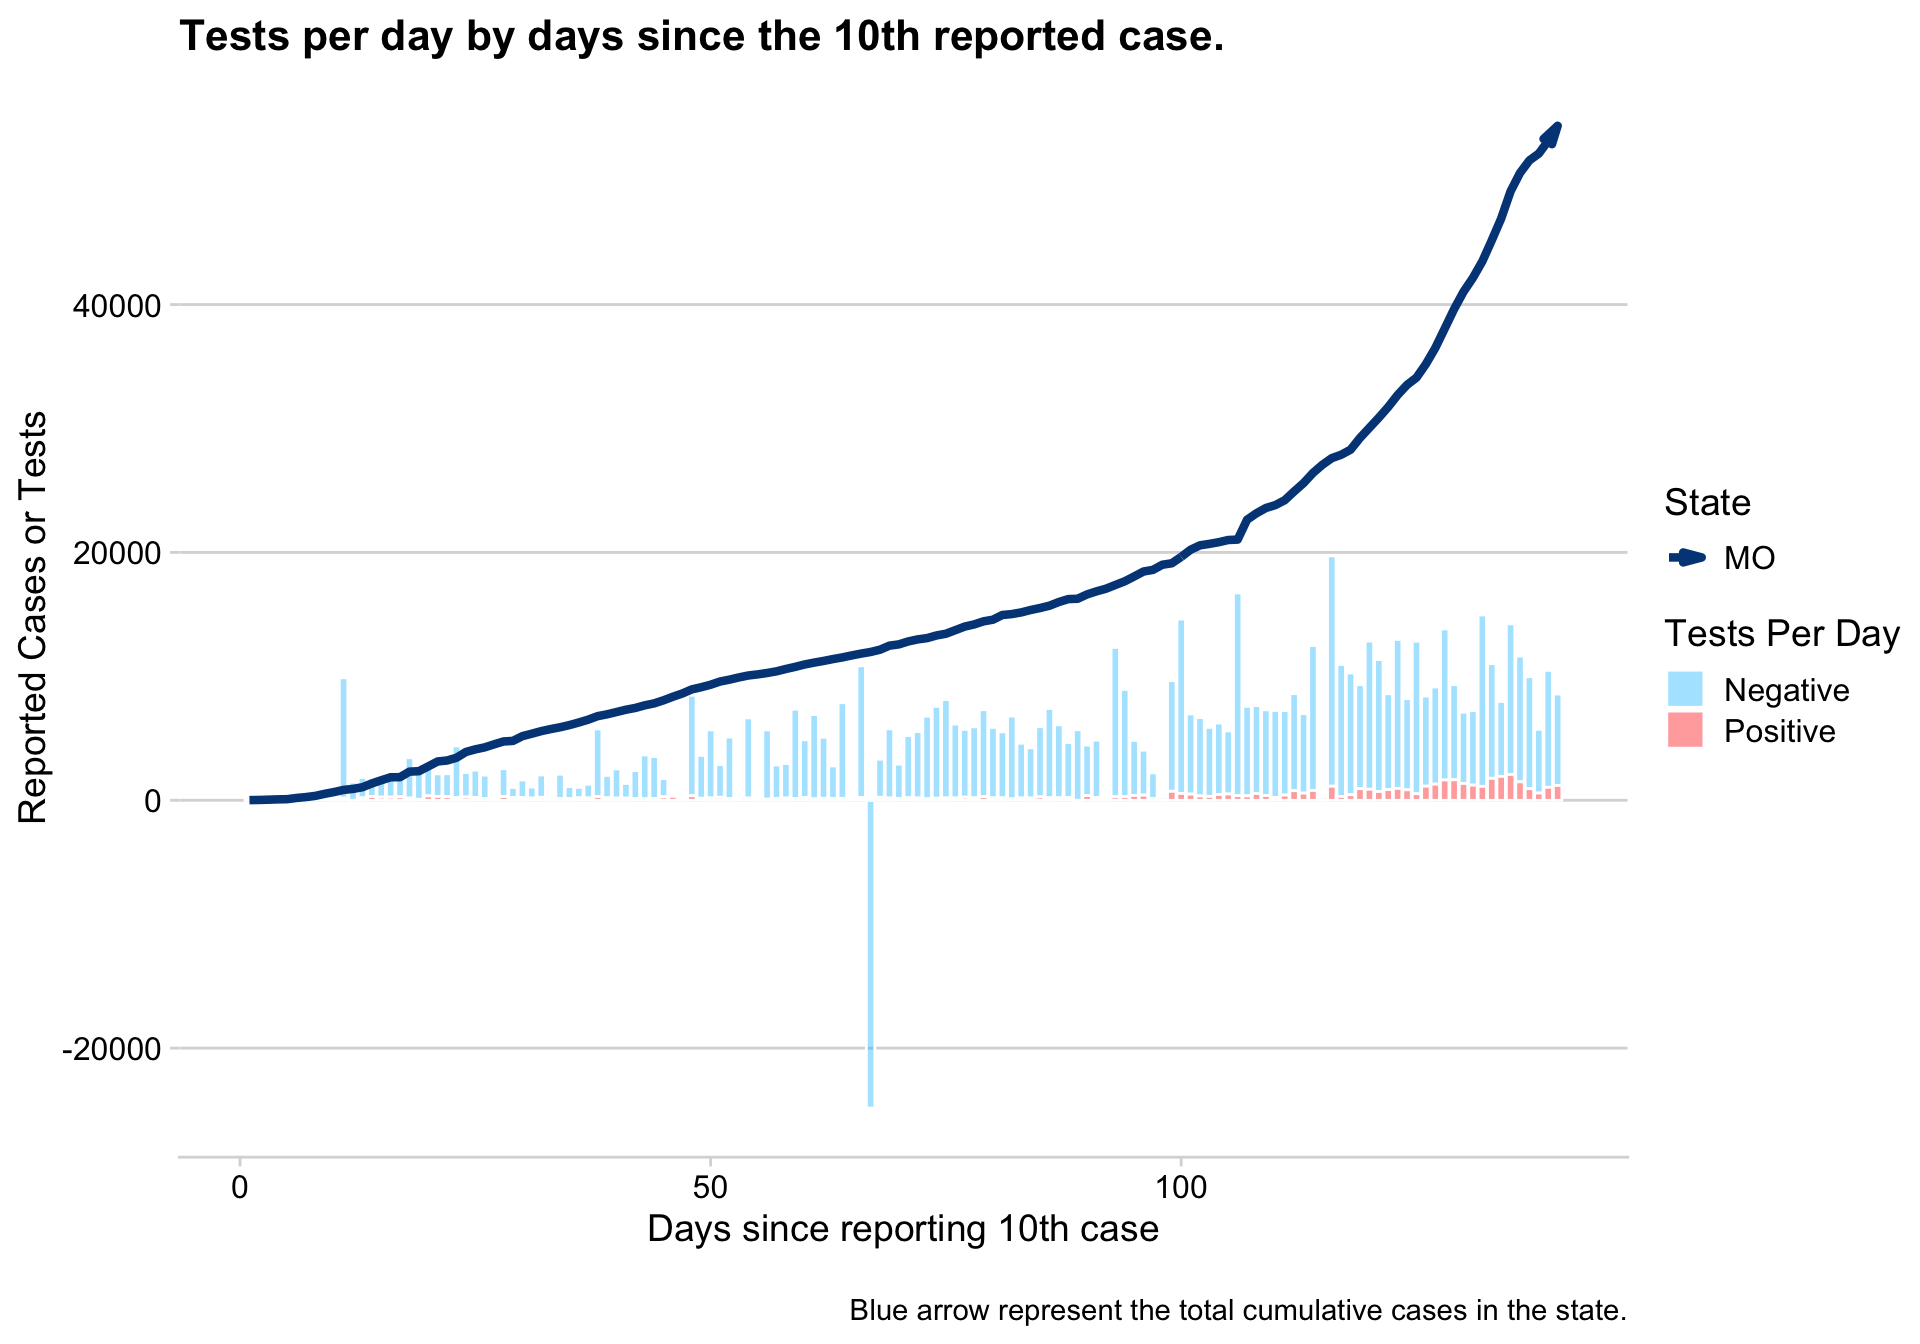 Tests per day by days since the 10th reported case.
Reported Cases or Tests
40000
20000
0
-20000
0
50
100
Days since reporting 10th case
State
MO
Tests Per Day
Negative
Positive
Blue arrow represent the total cumulative cases in the state.